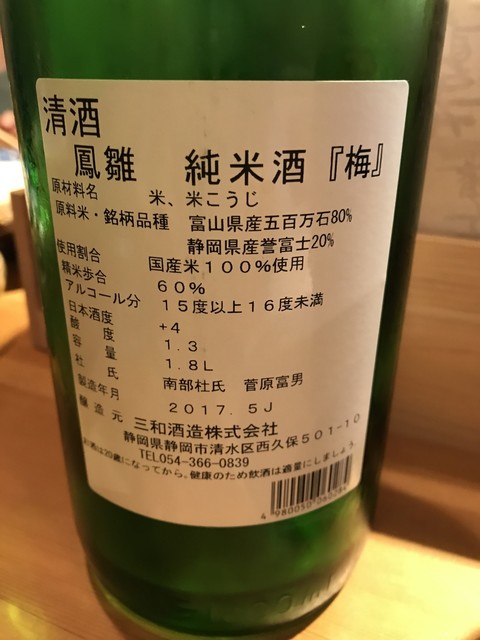 清酒
鳳雛　純米酒『梅』
原材料名　米、米こうじ
原料米・銘柄品種　富山県産五百万石80%
静岡県産誉富士20%
使用割合　国産米100%使用
精米歩合　60%
アルコール分　15度以上16度未満
日本酒度　+4
酸度　1.3
容量　1.8L
杜氏　南部杜氏　菅原富男
製造年月　2017.5J
醸造元　三和酒造株式会社
静岡県静岡市清水区西久保501-10
TEL054-366-0839
お酒は20歳になってから。健康のため飲酒は適量にしましょう。